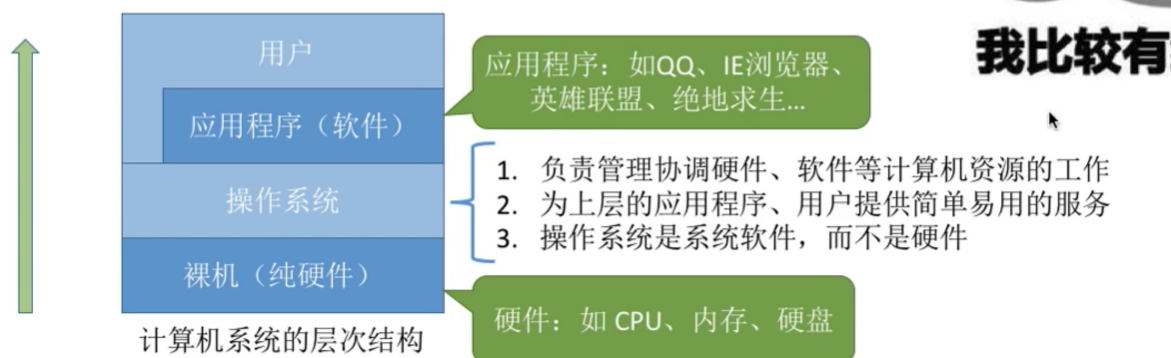 用户
应用程序（软件）
操作系统
裸机（纯硬件）
计算机系统的层次结构
应用程序：如QQ、IE浏览器、
英雄联盟、绝地求生...
1. 负责管理协调硬件、软件等计算机资源的工作
2. 为上层的应用程序、用户提供简单易用的服务
3. 操作系统是系统软件，而不是硬件
硬件：如 CPU、内存、硬盘
我比较有